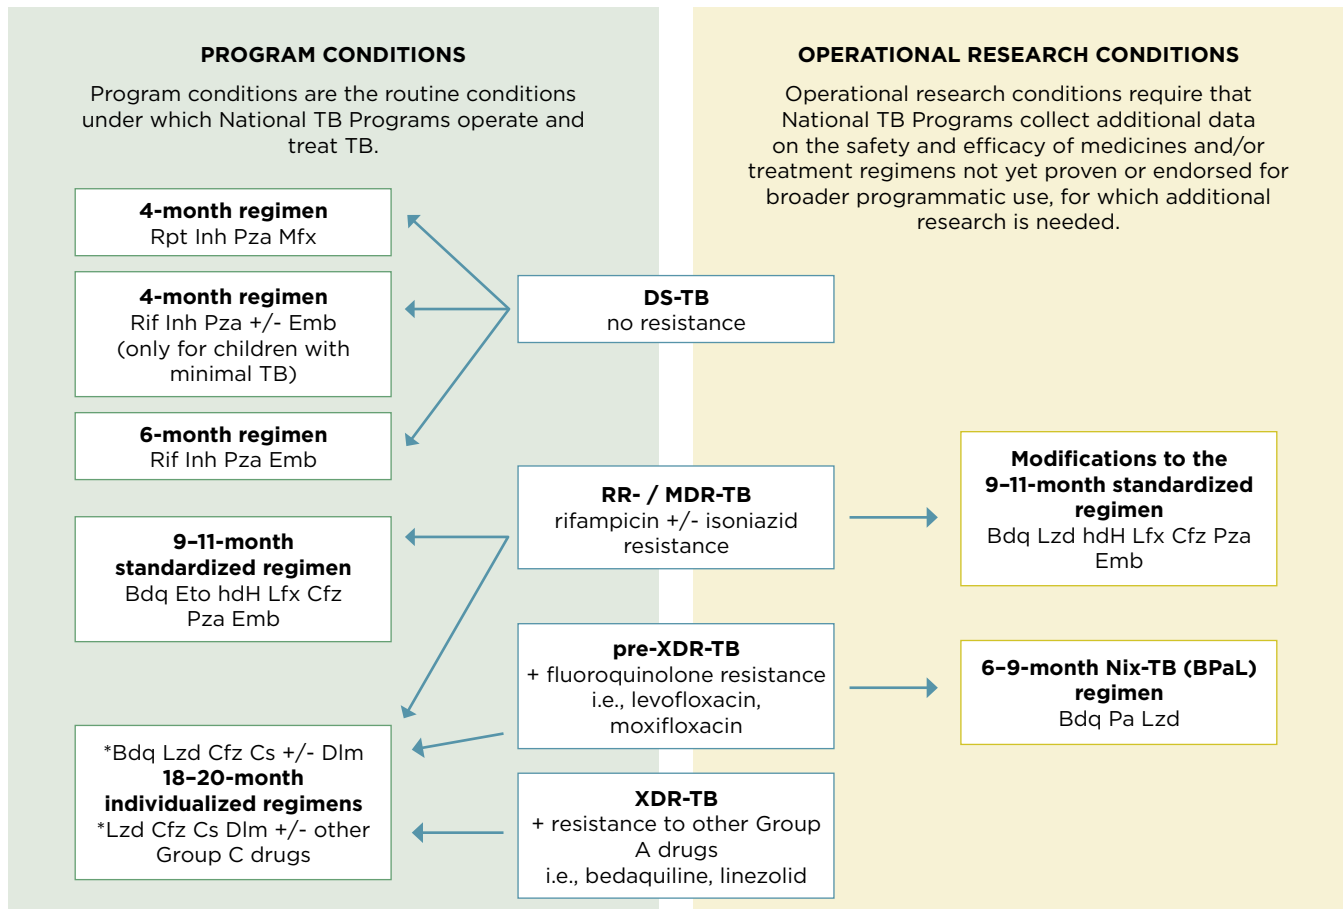 PROGRAM CONDITIONS
Program conditions are the routine conditions
under which National TB Programs operate and
treat TB.
4-month regimen
Rpt Inh Pza Mfx
4-month regimen
Rif Inh Pza +/- Emb
(only for children with
minimal TB)
6-month regimen
Rif Inh Pza Emb
9–11-month
standardized regimen
Bdq Eto hdH Lfx Cfz
Pza Emb
*Bdq Lzd Cfz Cs +/- Dlm
18–20-month
individualized regimens
*Lzd Cfz Cs Dlm +/- other
Group C drugs
DS-TB
no resistance
RR- / MDR-TB
rifampicin +/- isoniazid
resistance
pre-XDR-TB
+ fluoroquinolone resistance
i.e., levofloxacin,
moxifloxacin
XDR-TB
+ resistance to other Group
A drugs
i.e., bedaquiline, linezolid
OPERATIONAL RESEARCH CONDITIONS
Operational research conditions require that
National TB Programs collect additional data
on the safety and efficacy of medicines and/or
treatment regimens not yet proven or endorsed for
broader programmatic use, for which additional
research is needed.
Modifications to the
9–11-month standardized
regimen
Bdq Lzd hdH Lfx Cfz Pza
Emb
6–9-month Nix-TB (BPaL)
regimen
Bdq Pa Lzd